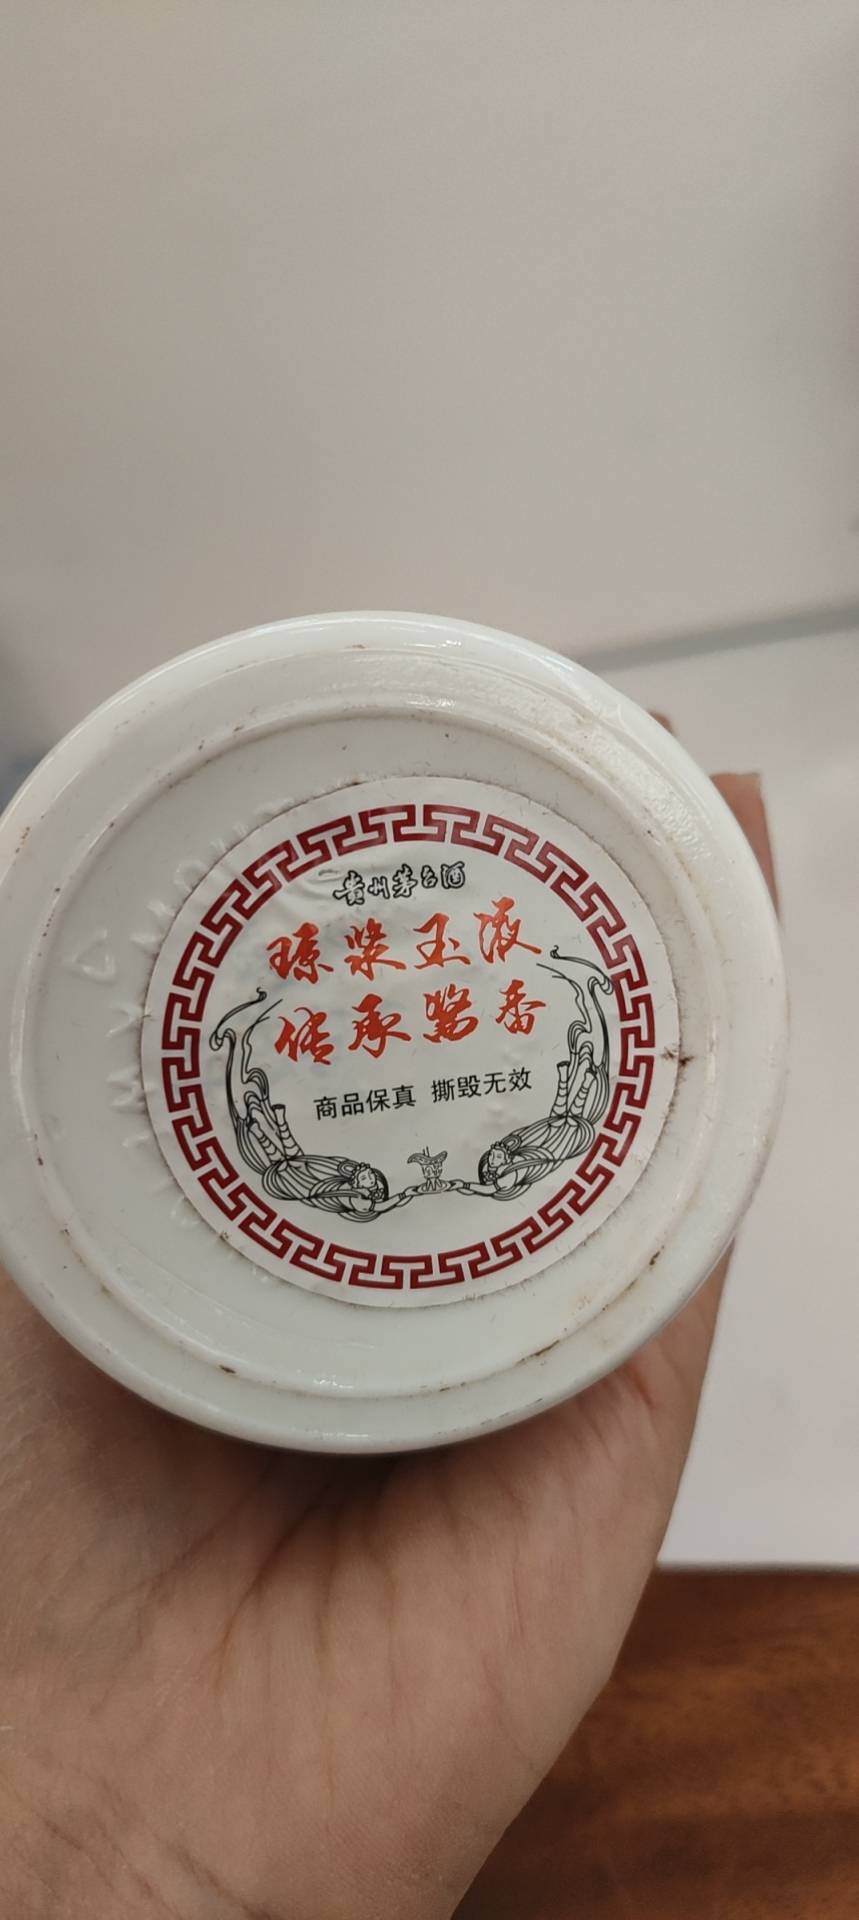 贵州茅台酒
琼浆玉液
传承酱香
商品保真 撕毁无效